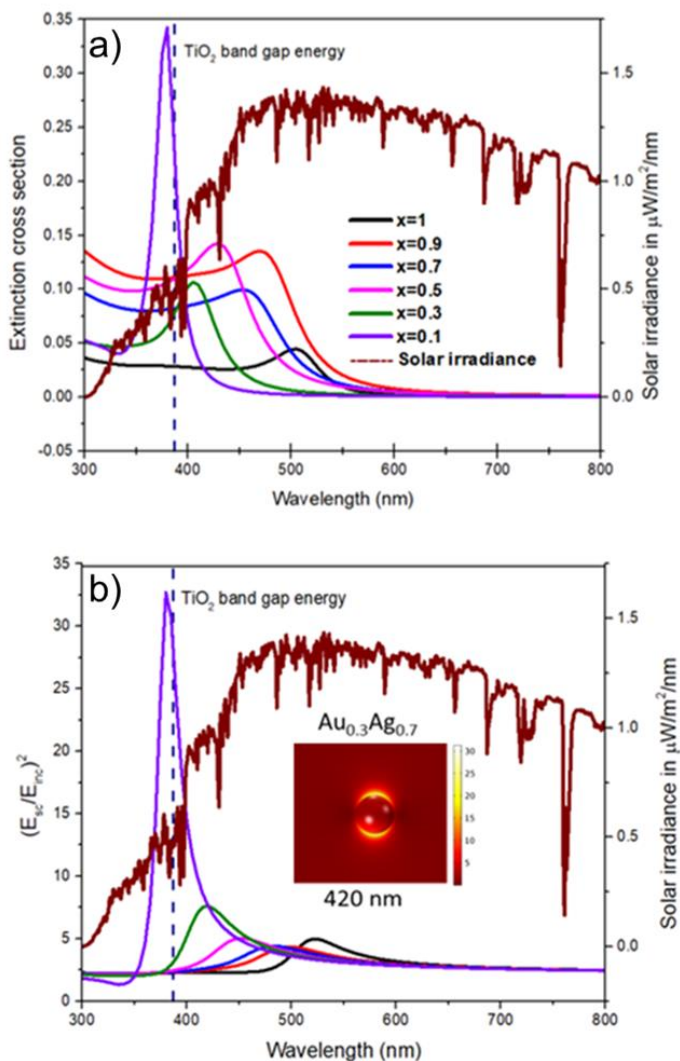 a)
TiO₂ band gap energy
0.35
0.30
0.25
0.20
0.15
0.10
0.05
0.00
-0.05
Extinction cross section
1.5
1.0
0.5
0.0
Solar irradiance in μW/m²/nm
x=1
x=0.9
x=0.7
x=0.5
x=0.3
x=0.1
Solar irradiance
300 400 500 600 700 800
Wavelength (nm)
b)
TiO₂ band gap energy
35
30
25
20
15
10
5
0
(E_sc/E_inc)²
1.5
1.0
0.5
0.0
Solar irradiance in μW/m²/nm
Au₀.₃Ag₀.₇
30
25
20
15
10
5
420 nm
300 400 500 600 700 800
Wavelength (nm)